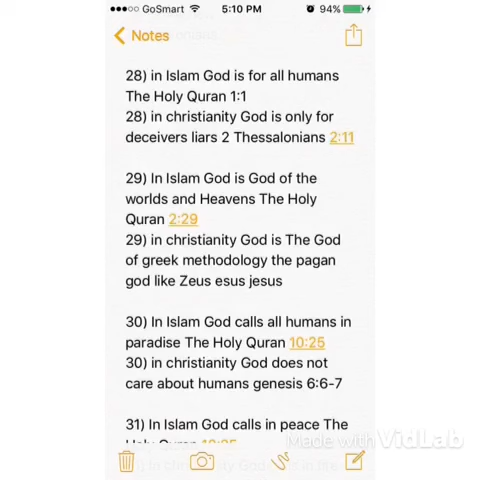 GoSmart 5:10 PM 94%
Notes
28) in Islam God is for all humans
The Holy Quran 1:1
28) in christianity God is only for
deceivers liars 2 Thessalonians 2:11
29) In Islam God is God of the
worlds and Heavens The Holy
Quran 2:29
29) in christianity God is The God
of greek methodology the pagan
god like Zeus esus jesus
30) In Islam God calls all humans in
paradise The Holy Quran 10:25
30) in christianity God does not
care about humans genesis 6:6-7
31) In Islam God calls in peace The
Holy Quran 10:25
Made with VidLab